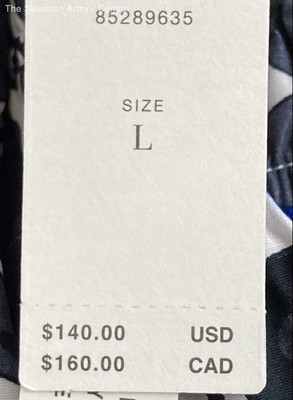 The Salvation Army
85289635
SIZE
L
$140.00 USD
$160.00 CAD